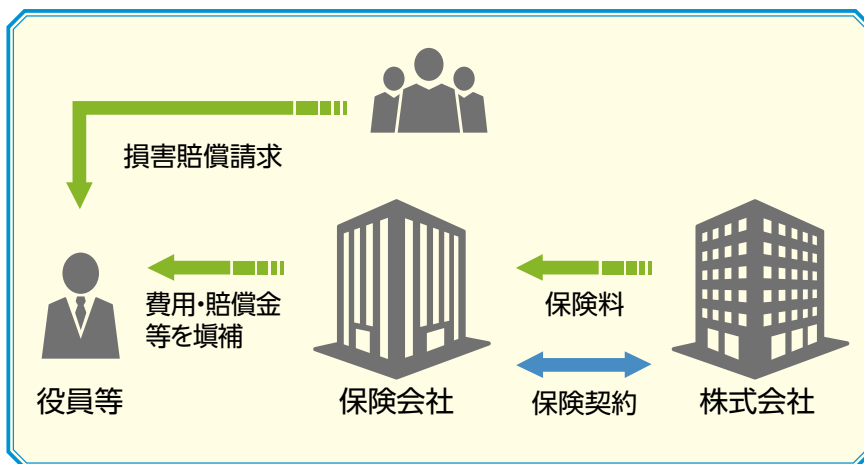 損害賠償請求
費用・賠償金
等を塡補
保険料
保険契約
役員等
保険会社
株式会社